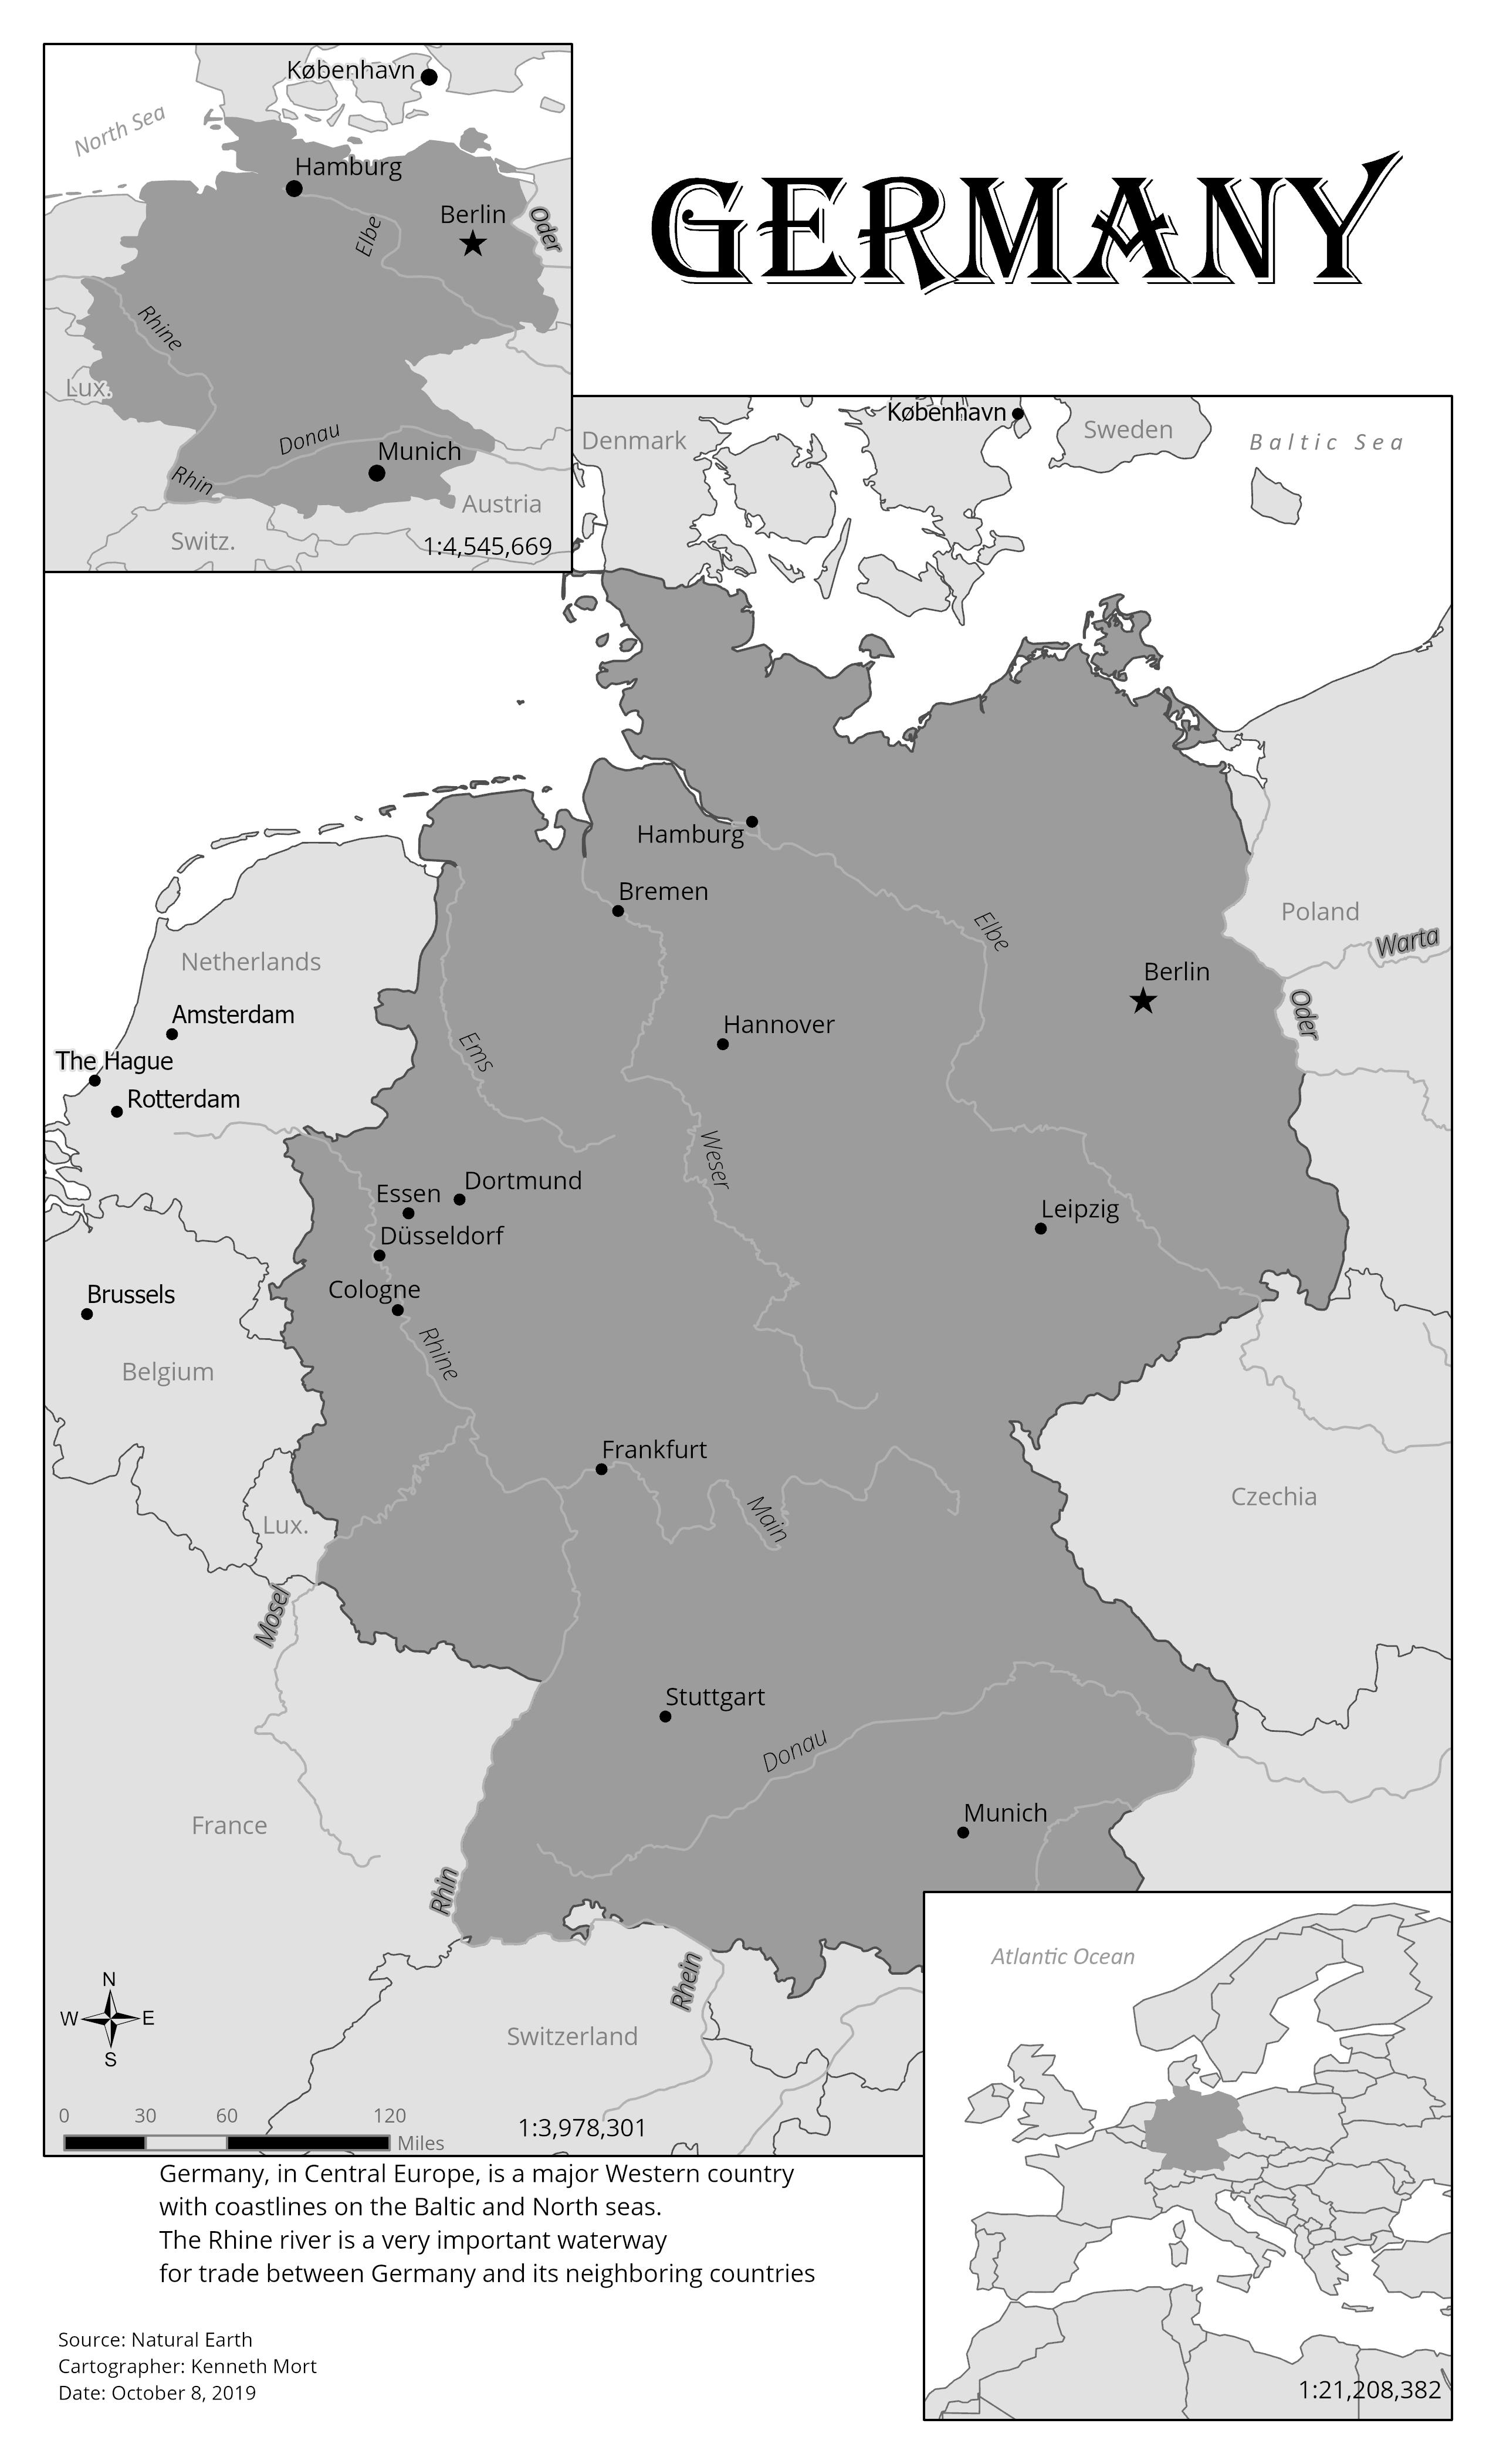 GERMANY
København
North Sea
Hamburg
Berlin
Oder
Elbe
Rhine
Lux.
Donau
Munich
Rhin
Austria
Switz.
1:4,545,669
København
Denmark
Sweden
Baltic Sea
Hamburg
Bremen
Elbe
Poland
Warta
Netherlands
Berlin
Amsterdam
Oder
Hannover
Ems
The Hague
Rotterdam
Weser
Dortmund
Essen
Leipzig
Düsseldorf
Cologne
Brussels
Rhine
Belgium
Frankfurt
Czechia
Main
Lux.
Mosel
Stuttgart
Donau
Munich
France
Rhin
Rhein
Switzerland
N
W E
S
0 30 60 120
Miles
1:3,978,301
Atlantic Ocean
1:21,208,382
Germany, in Central Europe, is a major Western country
with coastlines on the Baltic and North seas.
The Rhine river is a very important waterway
for trade between Germany and its neighboring countries
Source: Natural Earth
Cartographer: Kenneth Mort
Date: October 8, 2019